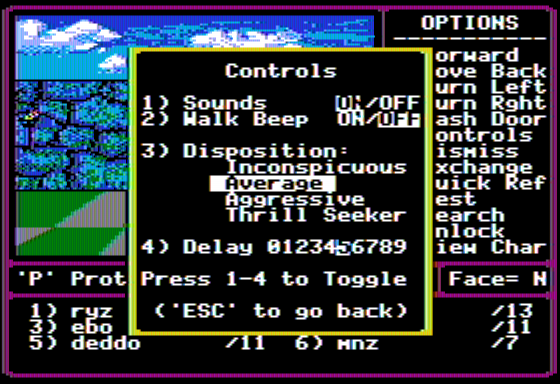 OPTIONS
Controls
orward
ove Back
urn Left
1) Sounds ON/OFF
urn Rght
2) Walk Beep ON/OFF
ash Door
ontrols
3) Disposition:
ismiss
Inconspicuous
xchange
Average
uick Ref
Aggressive
est
Thrill Seeker
earch
nlock
4) Delay 0123456789
iew Char
'P' Prot
Press 1-4 to Toggle
Face= N
('ESC' to go back)
1) ryz /13
3) ebo /11
5) deddo /11 6) mnz /7